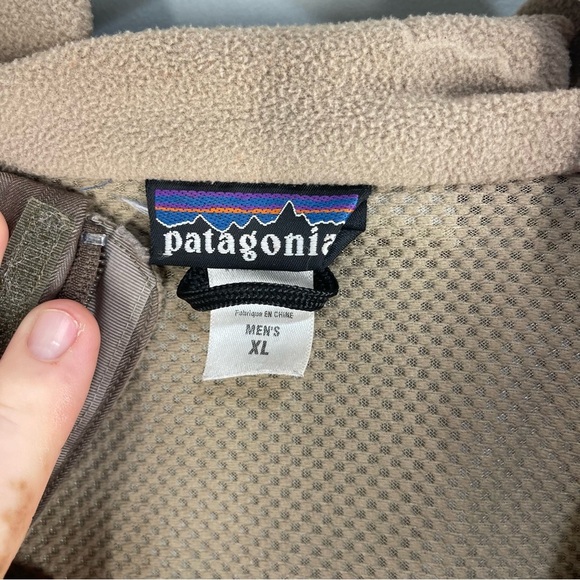 patagonia
Fabriqué EN CHINE
MEN'S
XL